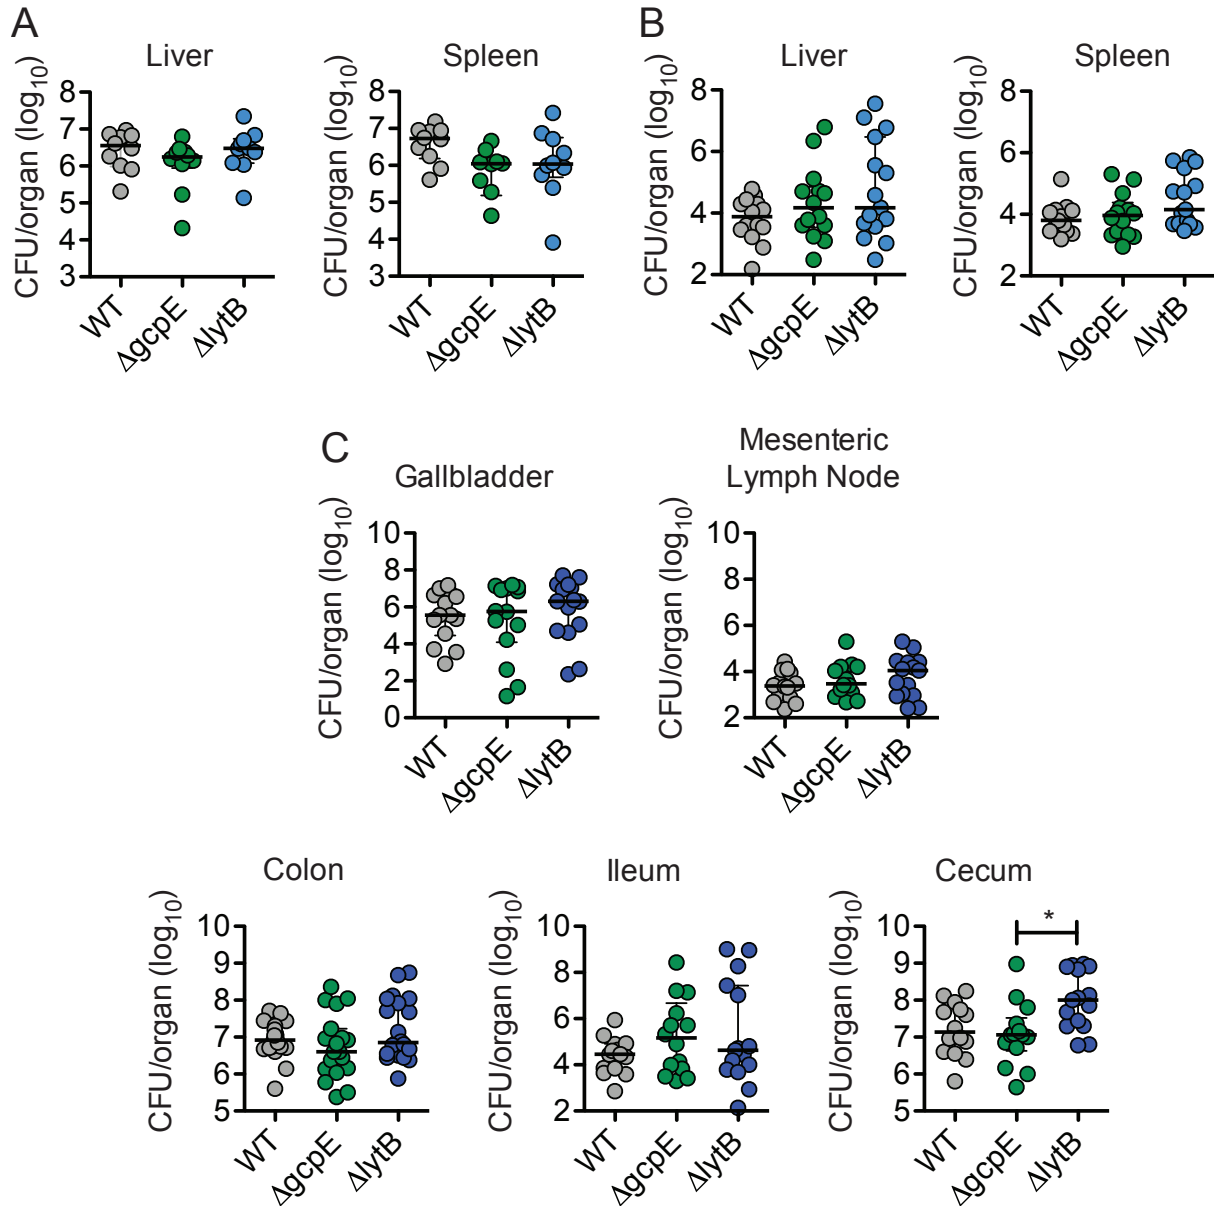 A
Liver
CFU/organ (log10)
8
7
6
5
4
3
WT
ΔgcpE
ΔlytB
Spleen
CFU/organ (log10)
8
7
6
5
4
3
WT
ΔgcpE
ΔlytB
B
Liver
CFU/organ (log10)
8
6
4
2
WT
ΔgcpE
ΔlytB
Spleen
CFU/organ (log10)
8
6
4
2
WT
ΔgcpE
ΔlytB
C
Gallbladder
CFU/organ (log10)
10
8
6
4
2
0
WT
ΔgcpE
ΔlytB
Mesenteric
Lymph Node
CFU/organ (log10)
10
8
6
4
2
WT
ΔgcpE
ΔlytB
Colon
CFU/organ (log10)
10
9
8
7
6
5
WT
ΔgcpE
ΔlytB
Ileum
CFU/organ (log10)
10
8
6
4
2
WT
ΔgcpE
ΔlytB
Cecum
CFU/organ (log10)
10
9
8
7
6
5
*
WT
ΔgcpE
ΔlytB